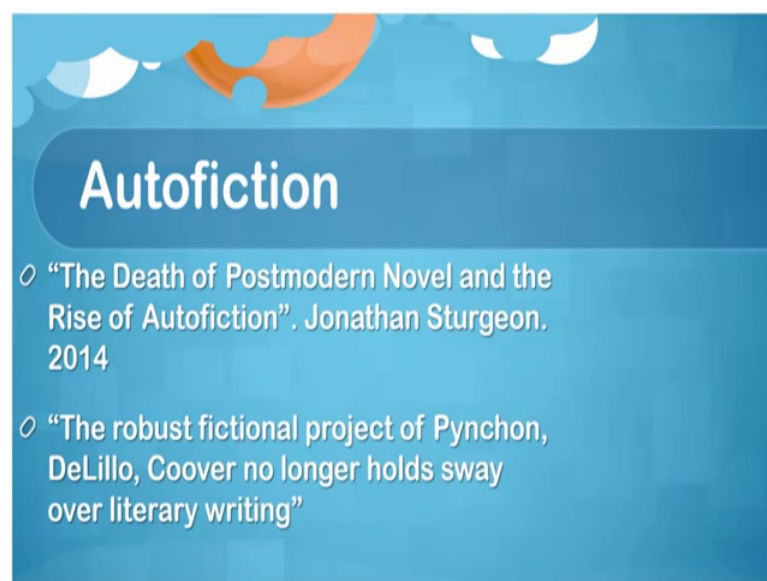 Autofiction
“The Death of Postmodern Novel and the
Rise of Autofiction”. Jonathan Sturgeon.
2014
“The robust fictional project of Pynchon,
DeLillo, Coover no longer holds sway
over literary writing”